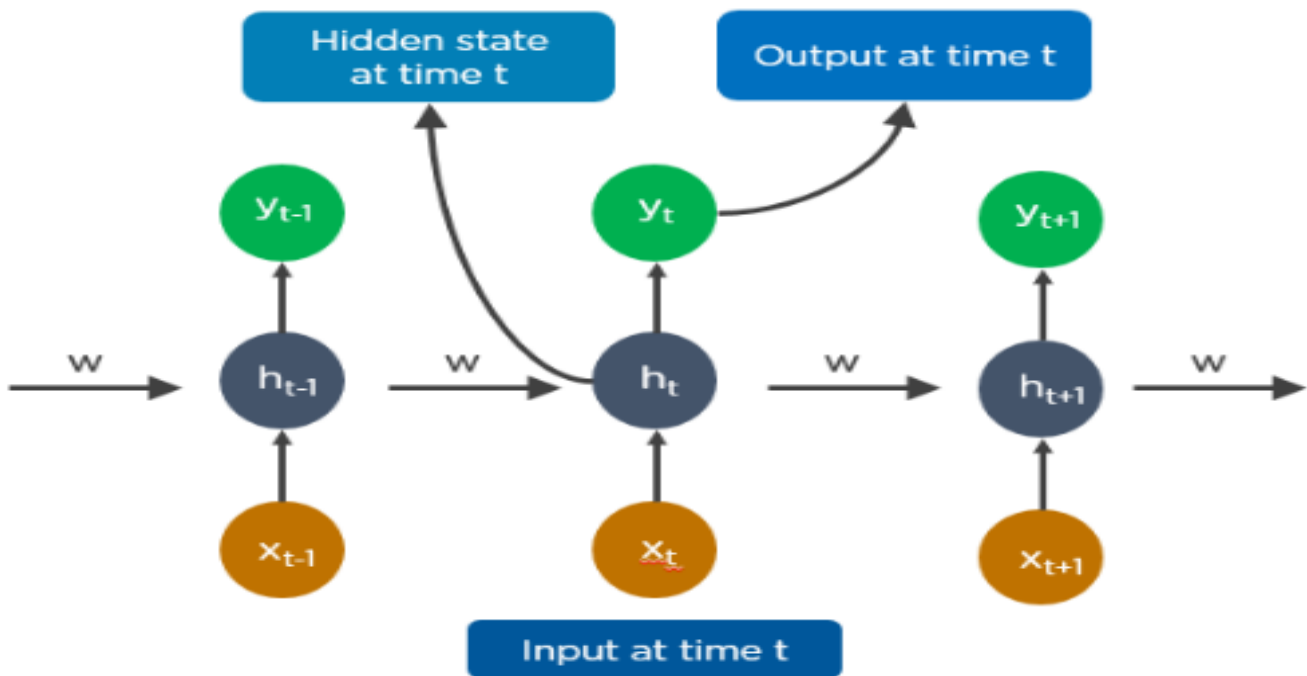 Hidden state
at time t
Output at time t
yt-1
yt
yt+1
w
ht-1
w
ht
w
ht+1
w
xt-1
xt
xt+1
Input at time t